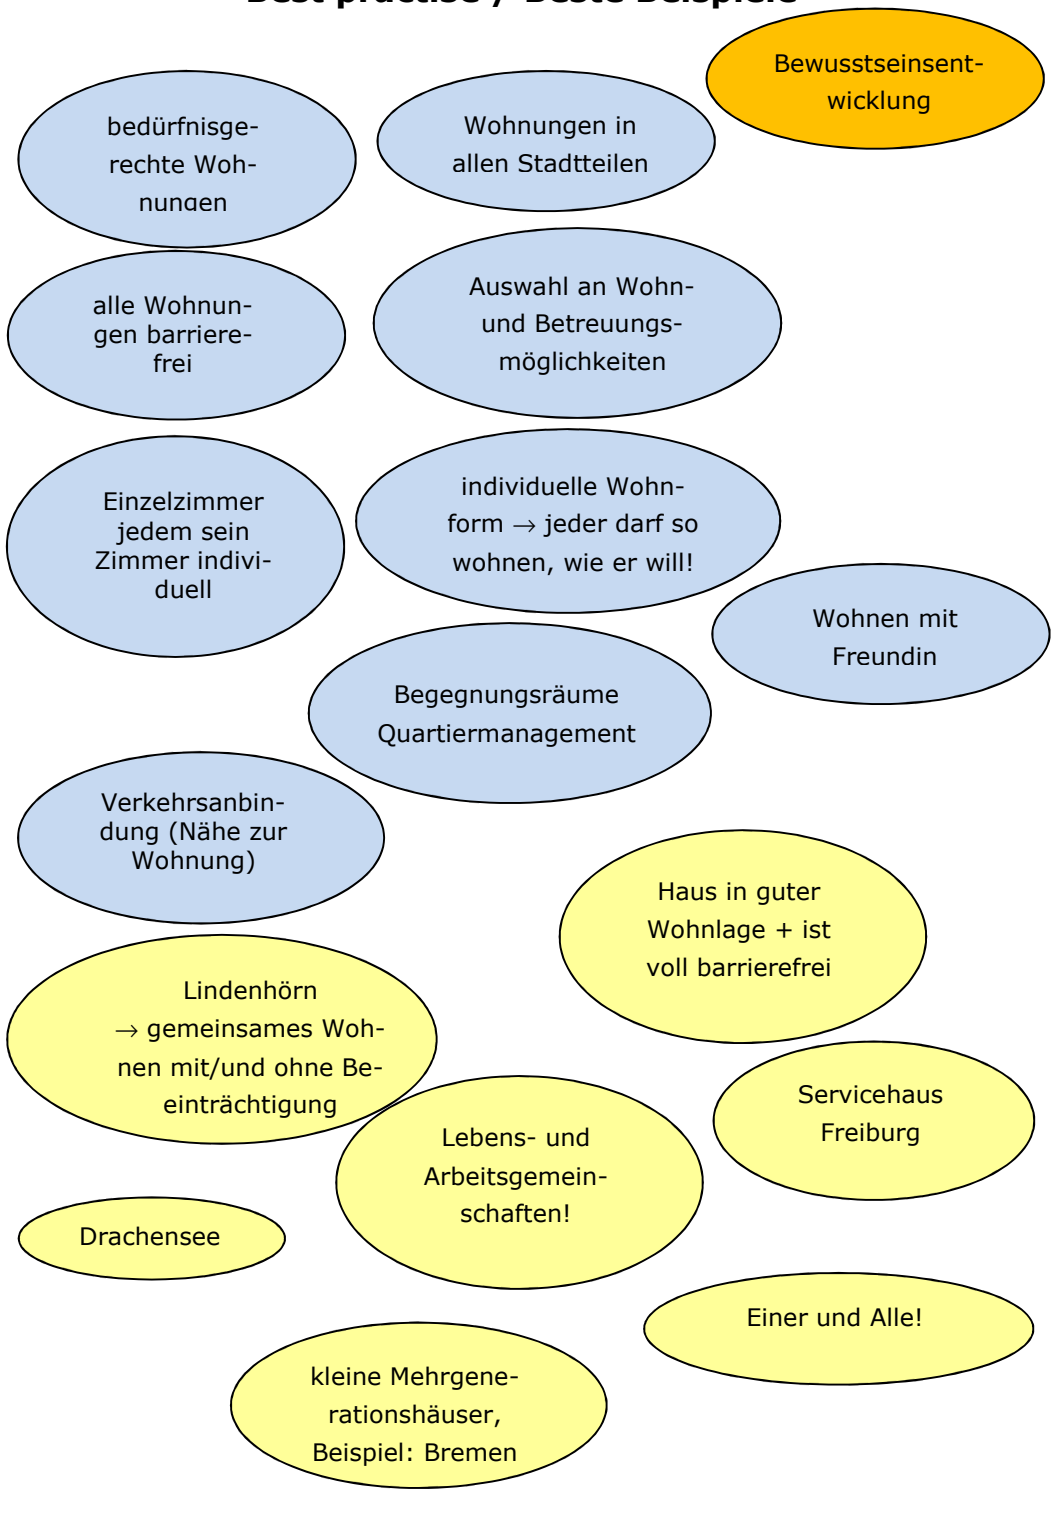 Best practise / Beste Beispiele
Bewusstseinsent-
wicklung
bedürfnisge-
rechte Woh-
nungen
Wohnungen in
allen Stadtteilen
alle Wohnun-
gen barriere-
frei
Auswahl an Wohn-
und Betreuungs-
möglichkeiten
Einzelzimmer
jedem sein
Zimmer indivi-
duell
individuelle Wohn-
form → jeder darf so
wohnen, wie er will!
Wohnen mit
Freundin
Begegnungsräume
Quartiermanagement
Verkehrsanbin-
dung (Nähe zur
Wohnung)
Haus in guter
Wohnlage + ist
voll barrierefrei
Lindenhörn
→ gemeinsames Woh-
nen mit/und ohne Be-
einträchtigung
Servicehaus
Freiburg
Lebens- und
Arbeitsgemein-
schaften!
Drachensee
Einer und Alle!
kleine Mehrgene-
rationshäuser,
Beispiel: Bremen